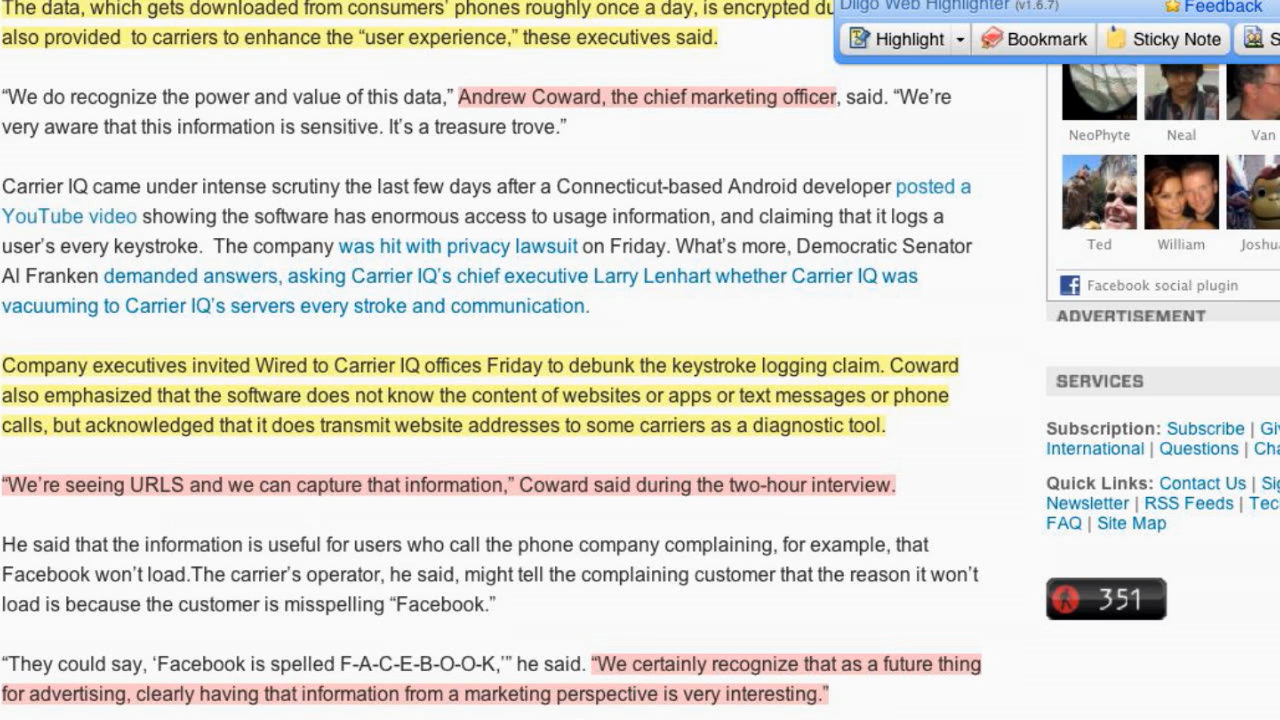 The data, which gets downloaded from consumers’ phones roughly once a day, is encrypted
also provided to carriers to enhance the “user experience,” these executives said.
“We do recognize the power and value of this data,” Andrew Coward, the chief marketing officer, said. “We’re
very aware that this information is sensitive. It’s a treasure trove.”
Carrier IQ came under intense scrutiny the last few days after a Connecticut-based Android developer posted a
YouTube video showing the software has enormous access to usage information, and claiming that it logs a
user’s every keystroke. The company was hit with privacy lawsuit on Friday. What’s more, Democratic Senator
Al Franken demanded answers, asking Carrier IQ’s chief executive Larry Lenhart whether Carrier IQ was
vacuuming to Carrier IQ’s servers every stroke and communication.
Company executives invited Wired to Carrier IQ offices Friday to debunk the keystroke logging claim. Coward
also emphasized that the software does not know the content of websites or apps or text messages or phone
calls, but acknowledged that it does transmit website addresses to some carriers as a diagnostic tool.
“We’re seeing URLS and we can capture that information,” Coward said during the two-hour interview.
He said that the information is useful for users who call the phone company complaining, for example, that
Facebook won’t load.The carrier’s operator, he said, might tell the complaining customer that the reason it won’t
load is because the customer is misspelling “Facebook.”
“They could say, ‘Facebook is spelled F-A-C-E-B-O-O-K,’” he said. “We certainly recognize that as a future thing
for advertising, clearly having that information from a marketing perspective is very interesting.”
Diigo Web Highlighter (v1.6.7)
Feedback
Highlight
Bookmark
Sticky Note
NeoPhyte
Neal
Van
Ted
William
Joshu
Facebook social plugin
ADVERTISEMENT
SERVICES
Subscription: Subscribe |
International | Questions |
Quick Links: Contact Us |
Newsletter | RSS Feeds |
FAQ | Site Map
351